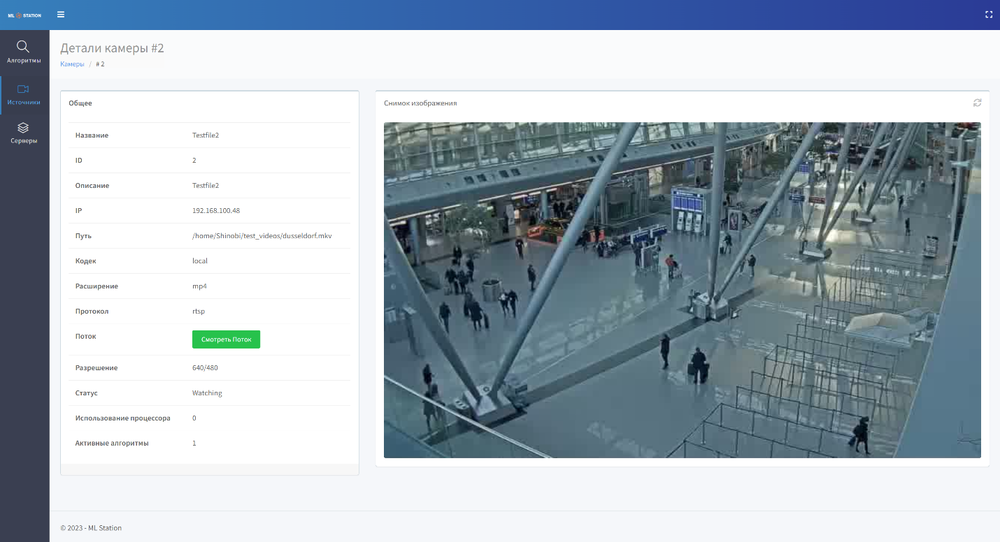 ML STATION
Алгоритмы
Источники
Серверы
Детали камеры #2
Камеры / # 2
Общее
Название Testfile2
ID 2
Описание Testfile2
IP 192.168.100.48
Путь /home/Shinobi/test_videos/dusseldorf.mkv
Кодек local
Расширение mp4
Протокол rtsp
Поток Смотреть Поток
Разрешение 640/480
Статус Watching
Использование процессора 0
Активные алгоритмы 1
Снимок изображения
© 2023 - ML Station